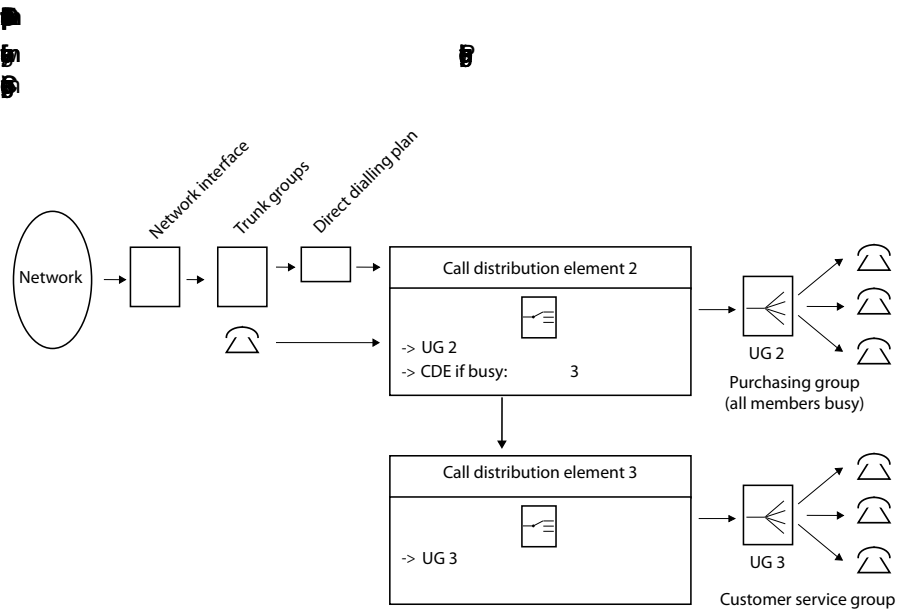 Network interface
Trunk groups
Direct dialling plan
Network
Call distribution element 2
-> UG 2
-> CDE if busy: 3
UG 2
Purchasing group
(all members busy)
Call distribution element 3
-> UG 3
UG 3
Customer service group